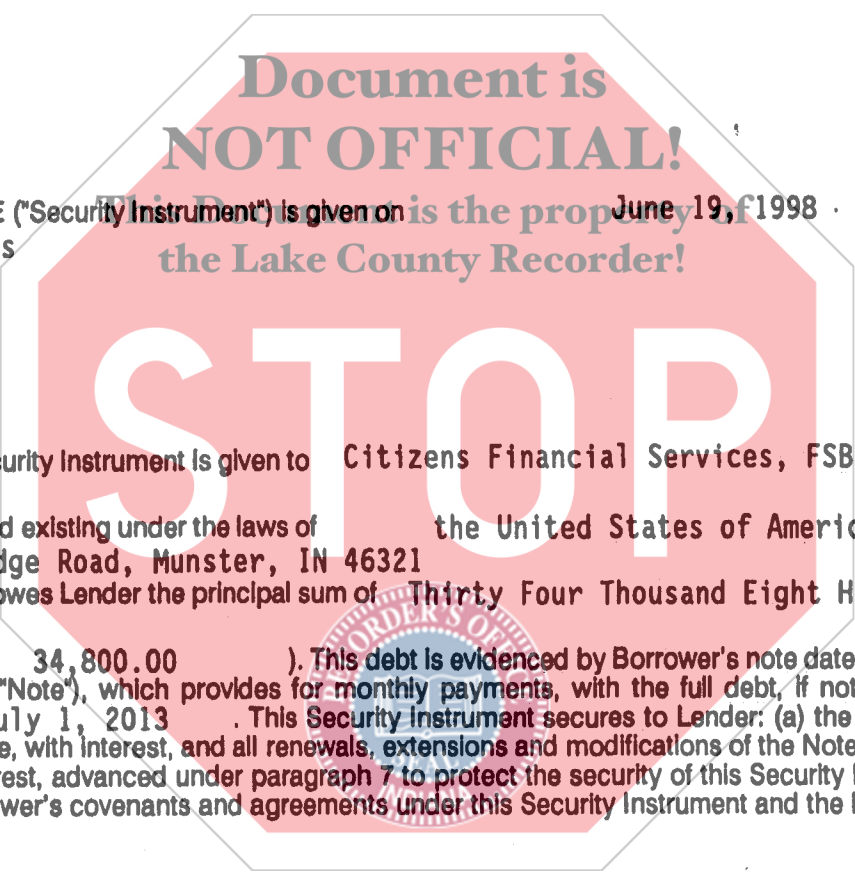 Document is
NOT OFFICIAL!
This Document is the property of
the Lake County Recorder!
STOP
("Security Instrument") is given on June 19, 1998 .
s
urity Instrument is given to Citizens Financial Services, FSB
d existing under the laws of the United States of Americ
dge Road, Munster, IN 46321
owes Lender the principal sum of Thirty Four Thousand Eight H
34,800.00 ). This debt is evidenced by Borrower's note date
"Note"), which provides for monthly payments, with the full debt, if not
uly 1, 2013 . This Security Instrument secures to Lender: (a) the
e, with interest, and all renewals, extensions and modifications of the Note
rest, advanced under paragraph 7 to protect the security of this Security
wer's covenants and agreements under this Security Instrument and the
RECORDER'S OFFICE
SEAL
INDIANA